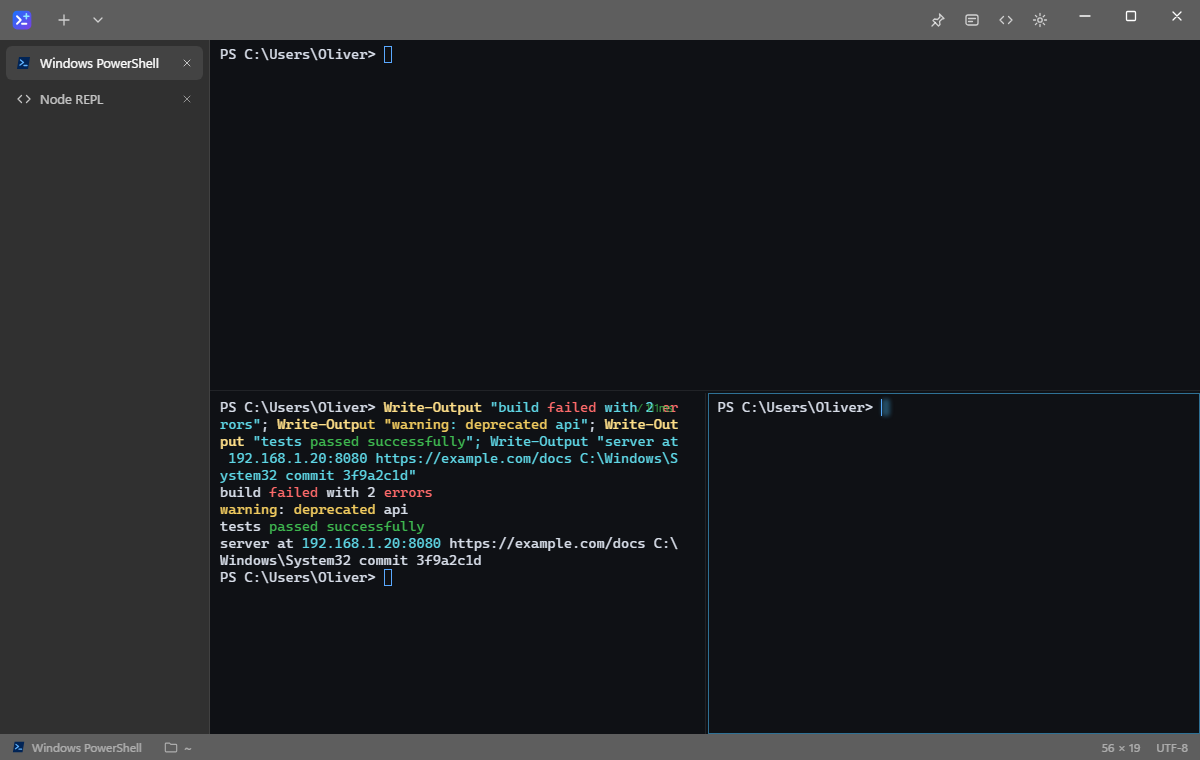 Windows PowerShell
Node REPL
PS C:\Users\Oliver>
PS C:\Users\Oliver> Write-Output "build failed with 2 er
rors"; Write-Output "warning: deprecated api"; Write-Out
put "tests passed successfully"; Write-Output "server at
192.168.1.20:8080 https://example.com/docs C:\Windows\S
ystem32 commit 3f9a2c1d"
build failed with 2 errors
warning: deprecated api
tests passed successfully
server at 192.168.1.20:8080 https://example.com/docs C:\
Windows\System32 commit 3f9a2c1d
PS C:\Users\Oliver>
PS C:\Users\Oliver>
Windows PowerShell
~
56 × 19
UTF-8